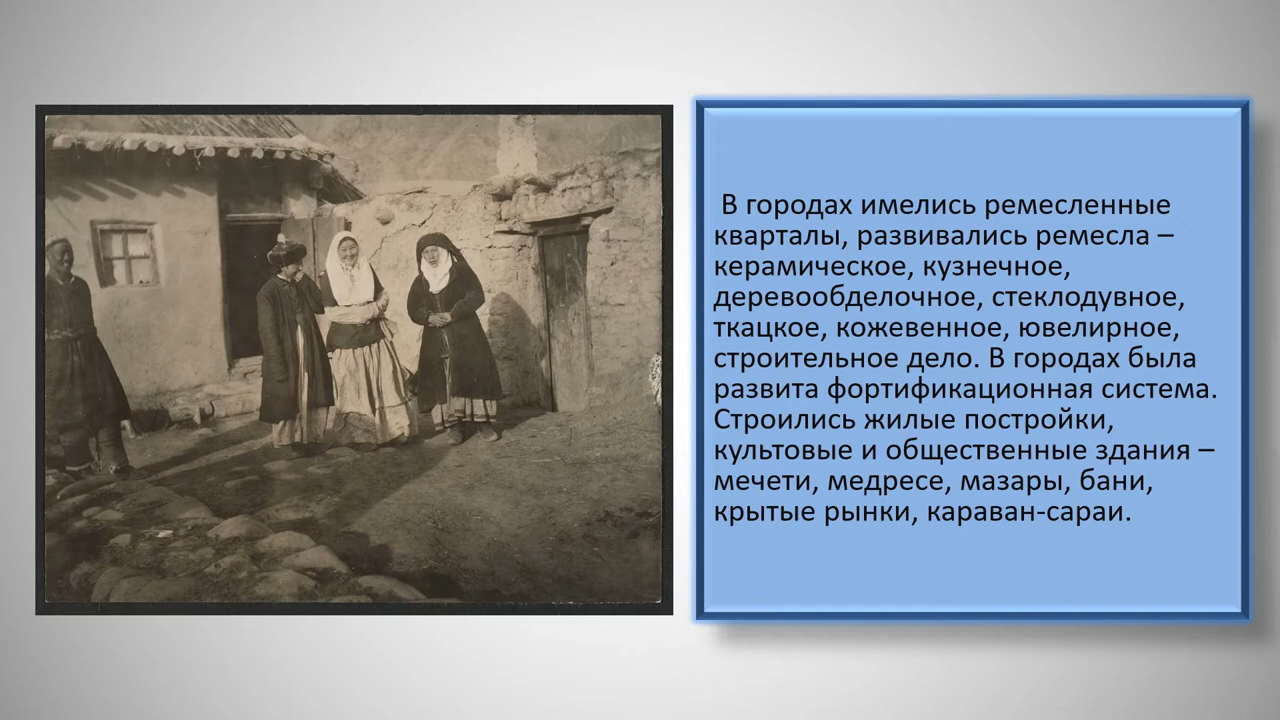 В городах имелись ремесленные
кварталы, развивались ремесла –
керамическое, кузнечное,
деревообделочное, стеклодувное,
ткацкое, кожевенное, ювелирное,
строительное дело. В городах была
развита фортификационная система.
Строились жилые постройки,
культовые и общественные здания –
мечети, медресе, мазары, бани,
крытые рынки, караван-сараи.